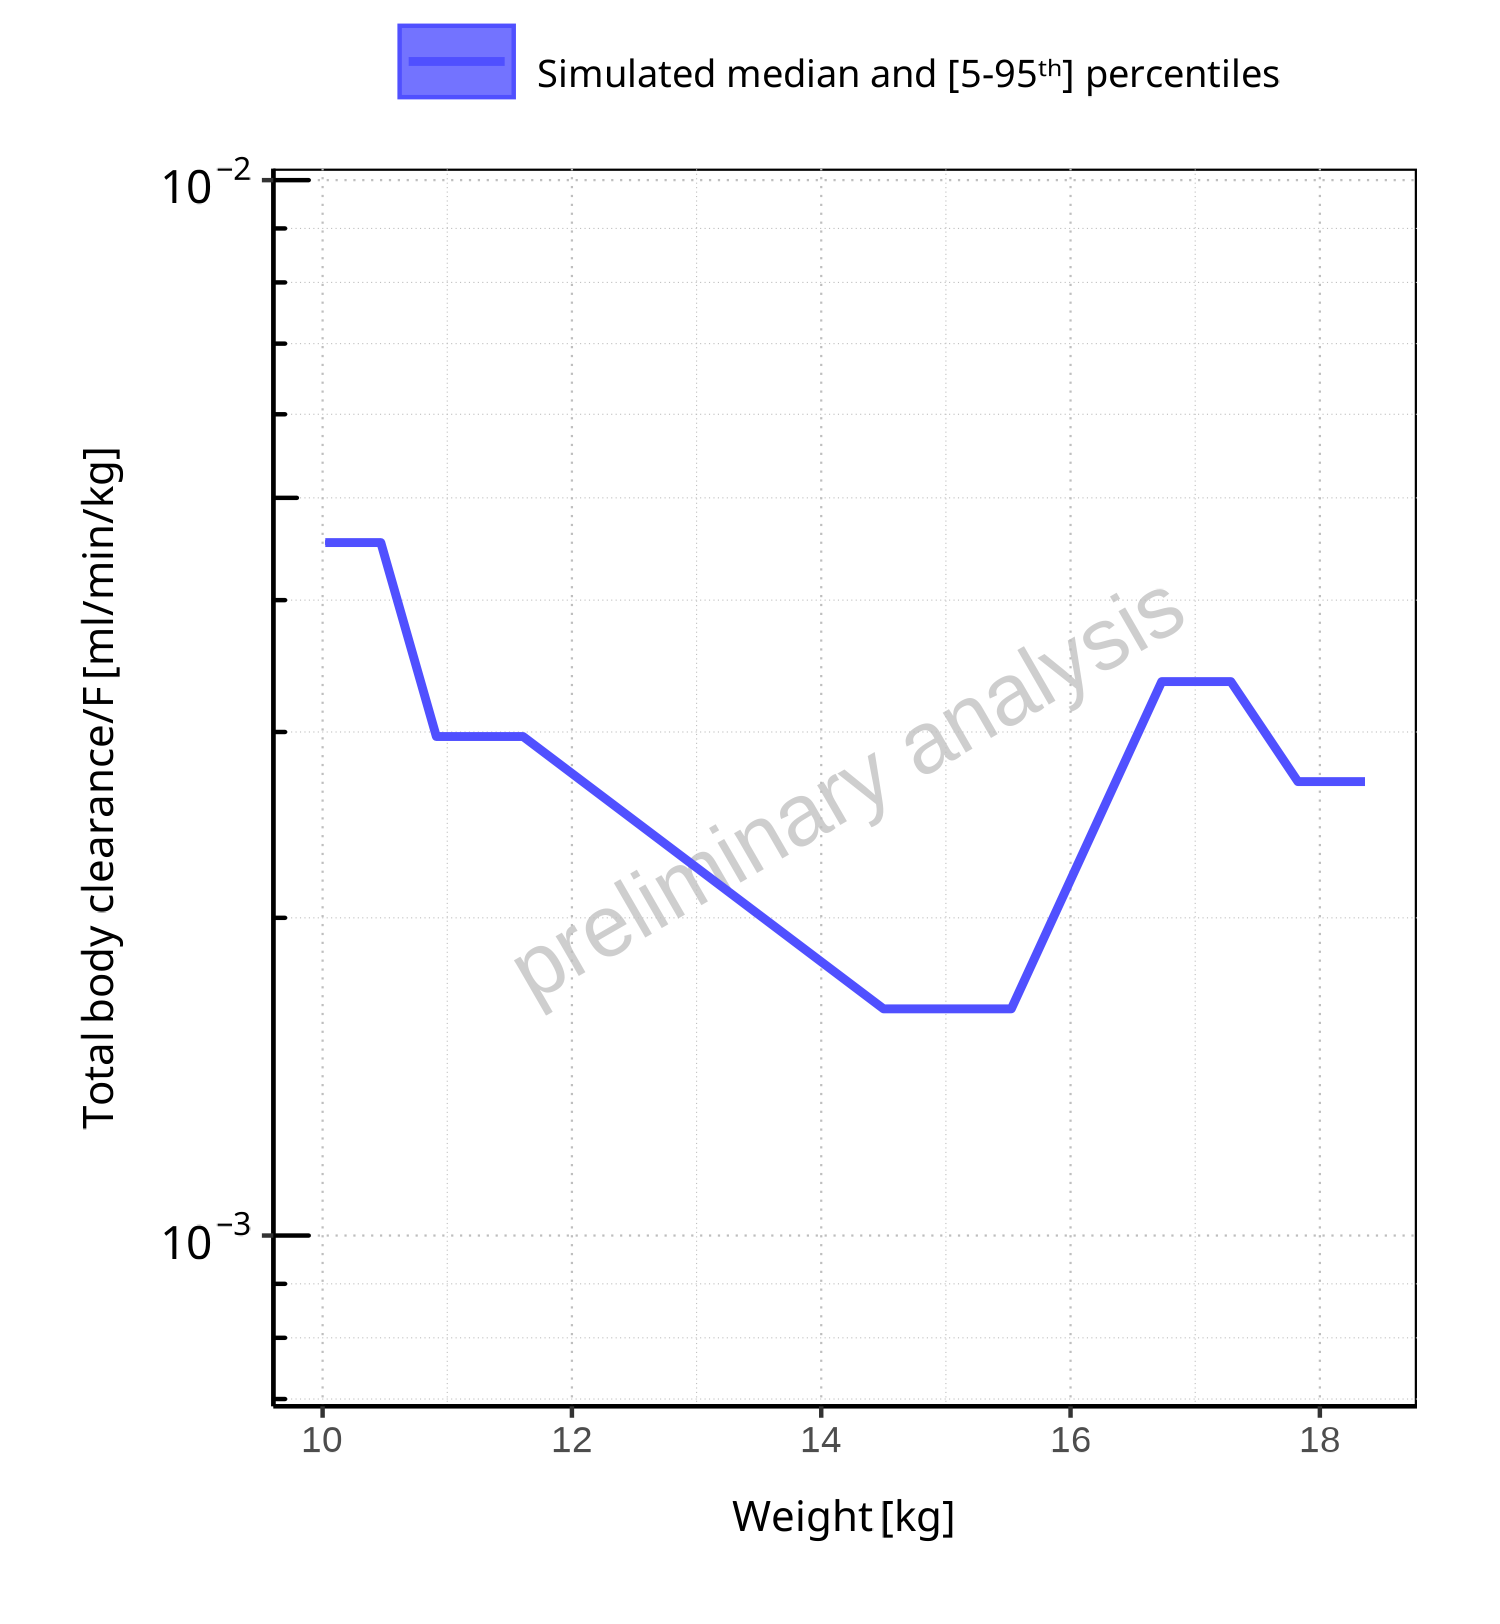 Simulated median and [5-95ᵗʰ] percentiles
10⁻²
Total body clearance/F [ml/min/kg]
preliminary analysis
10⁻³
10 12 14 16 18
Weight [kg]